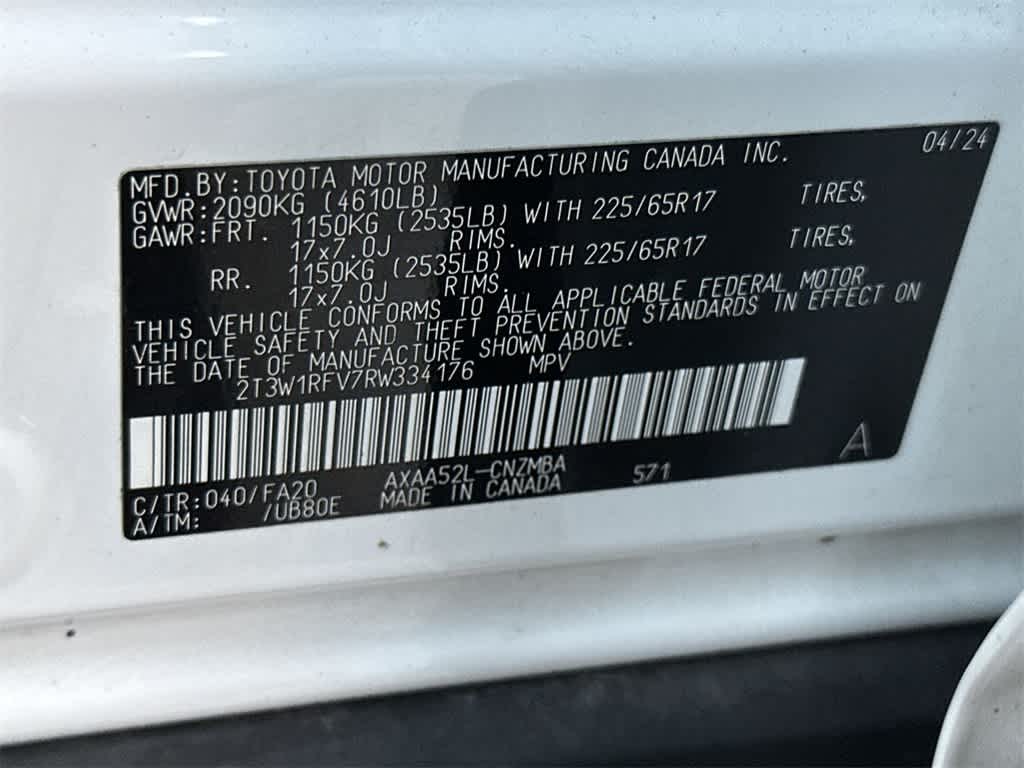 04/24
MFD.BY:TOYOTA MOTOR MANUFACTURING CANADA INC.
GVWR:2090KG (4610LB)
GAWR:FRT. 1150KG (2535LB) WITH 225/65R17 TIRES,
17x7.0J RIMS.
RR. 1150KG (2535LB) WITH 225/65R17 TIRES,
17x7.0J RIMS.
THIS VEHICLE CONFORMS TO ALL APPLICABLE FEDERAL MOTOR
VEHICLE SAFETY AND THEFT PREVENTION STANDARDS IN EFFECT ON
THE DATE OF MANUFACTURE SHOWN ABOVE.
2T3W1RFV7RW334176 MPV
A
C/TR:040/FA20 AXAA52L-CNZMBA 571
A/TM: /UB80E MADE IN CANADA